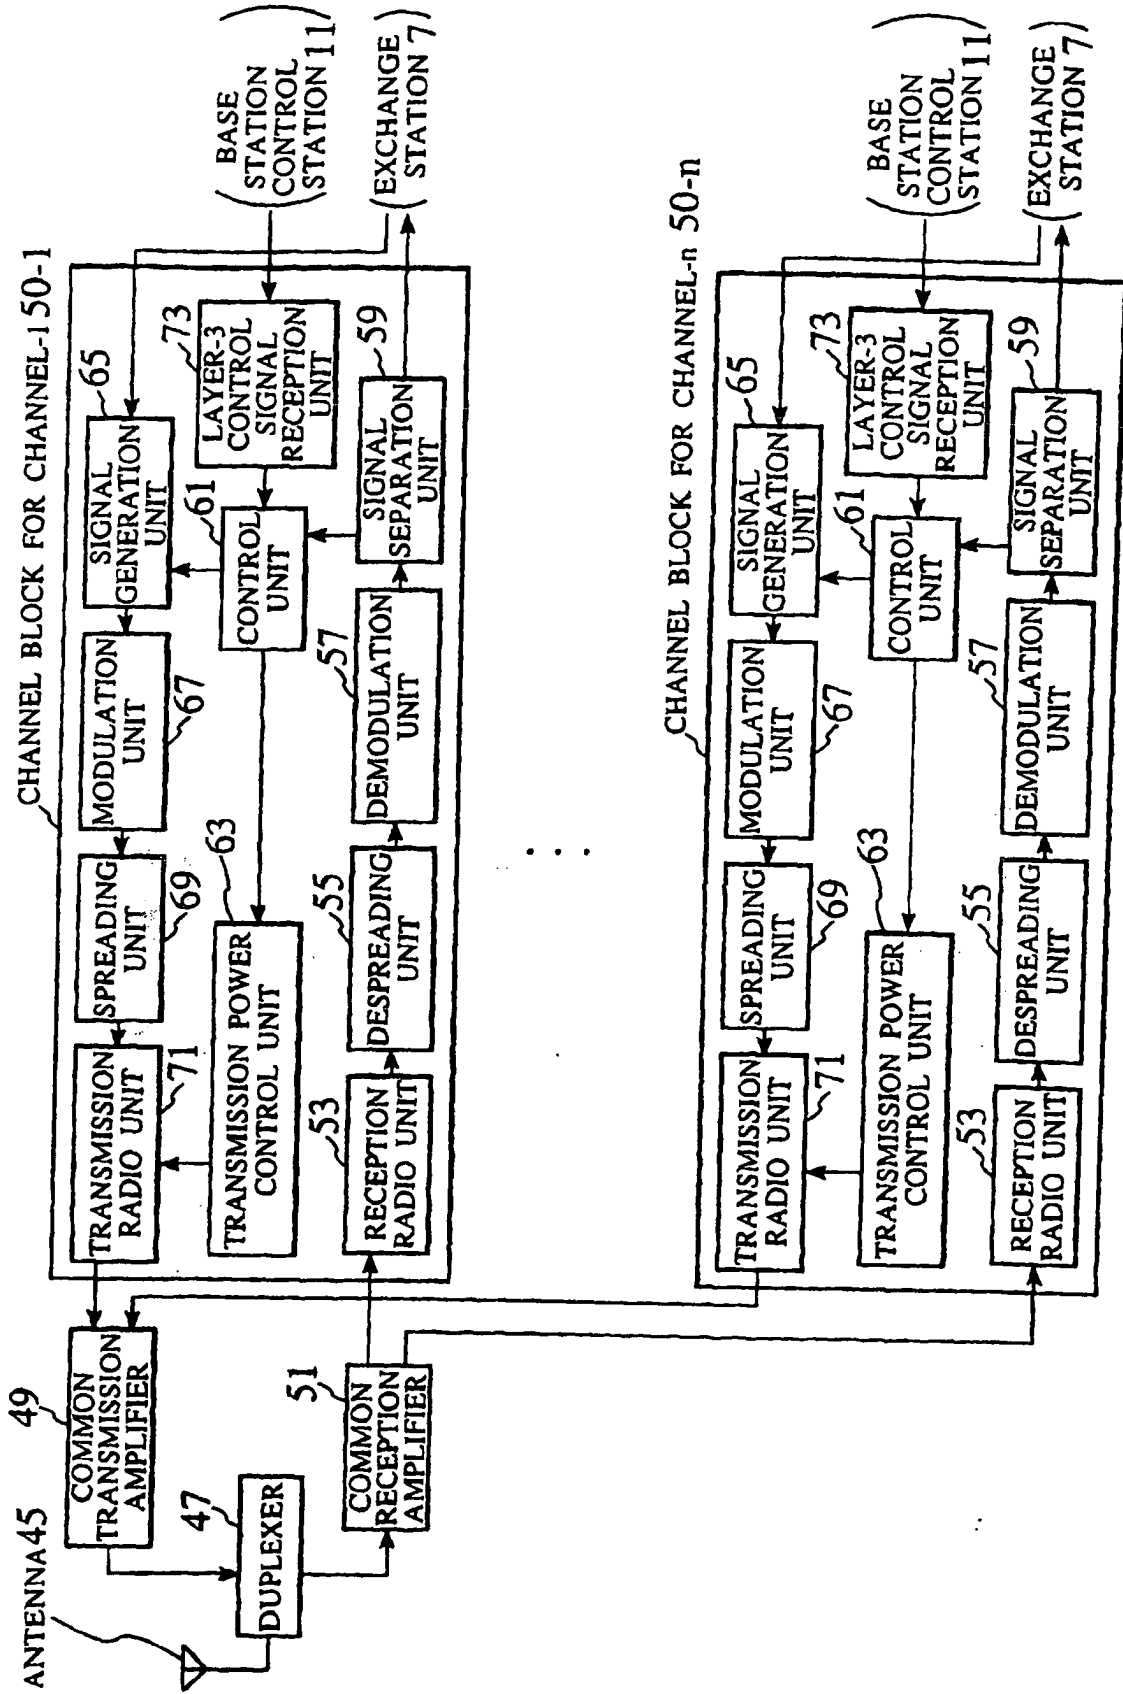 ANTENNA 45
49
COMMON
TRANSMISSION
AMPLIFIER
47
DUPLEXER
51
COMMON
RECEPTION
AMPLIFIER
CHANNEL BLOCK FOR CHANNEL-1 50-1
TRANSMISSION
RADIO UNIT
71
SPREADING
UNIT
69
MODULATION
UNIT
67
65
SIGNAL
GENERATION
UNIT
63
TRANSMISSION POWER
CONTROL UNIT
61
CONTROL
UNIT
73
LAYER-3
CONTROL
SIGNAL
RECEPTION
UNIT
53
RECEPTION
RADIO UNIT
55
DESPREADING
UNIT
57
DEMODULATION
UNIT
59
SIGNAL
SEPARATION
UNIT
(BASE
STATION
CONTROL
STATION 11)
(EXCHANGE
STATION 7)
. . .
CHANNEL BLOCK FOR CHANNEL-n 50-n
TRANSMISSION
RADIO UNIT
71
SPREADING
UNIT
69
MODULATION
UNIT
67
65
SIGNAL
GENERATION
UNIT
63
TRANSMISSION POWER
CONTROL UNIT
61
CONTROL
UNIT
73
LAYER-3
CONTROL
SIGNAL
RECEPTION
UNIT
53
RECEPTION
RADIO UNIT
55
DESPREADING
UNIT
57
DEMODULATION
UNIT
59
SIGNAL
SEPARATION
UNIT
(BASE
STATION
CONTROL
STATION 11)
(EXCHANGE
STATION 7)